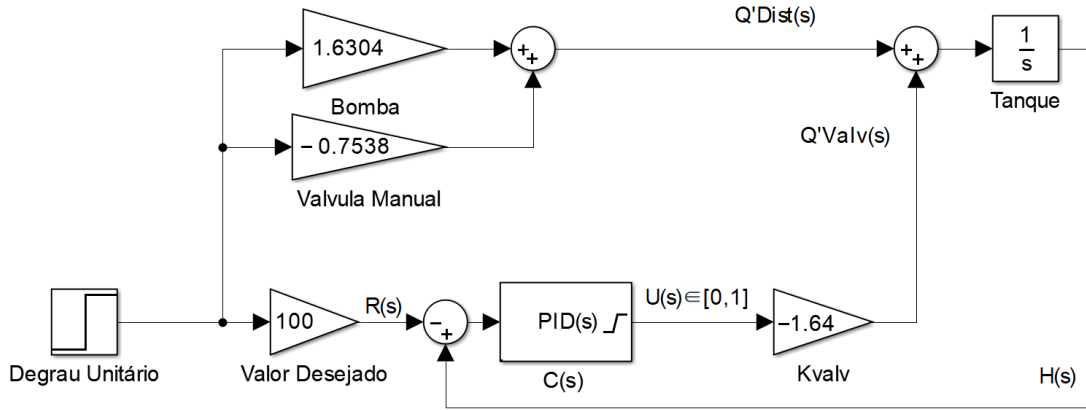 Q'Dist(s)
1.6304
+
+
+
+
1
s
Bomba
Tanque
Q'Valv(s)
− 0.7538
Valvula Manual
U(s)∈[0,1]
R(s)
100
−
+
PID(s)
−1.64
Degrau Unitário
Valor Desejado
C(s)
Kvalv
H(s)